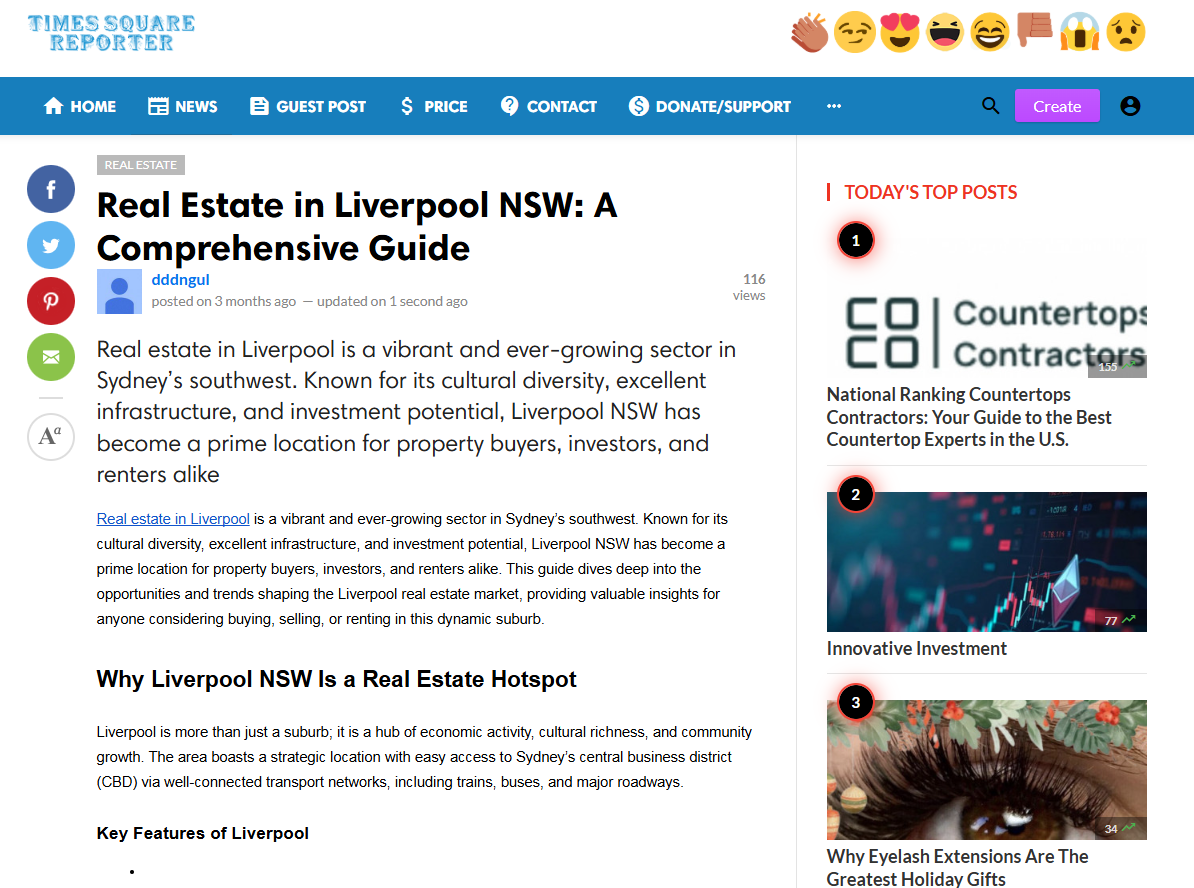 TIMES SQUARE
REPORTER
HOME
NEWS
GUEST POST
PRICE
CONTACT
DONATE/SUPPORT
Create
REAL ESTATE
Real Estate in Liverpool NSW: A
Comprehensive Guide
dddngul
posted on 3 months ago — updated on 1 second ago
116
views
Real estate in Liverpool is a vibrant and ever-growing sector in
Sydney’s southwest. Known for its cultural diversity, excellent
infrastructure, and investment potential, Liverpool NSW has
become a prime location for property buyers, investors, and
renters alike
Real estate in Liverpool is a vibrant and ever-growing sector in Sydney’s southwest. Known for its
cultural diversity, excellent infrastructure, and investment potential, Liverpool NSW has become a
prime location for property buyers, investors, and renters alike. This guide dives deep into the
opportunities and trends shaping the Liverpool real estate market, providing valuable insights for
anyone considering buying, selling, or renting in this dynamic suburb.
Why Liverpool NSW Is a Real Estate Hotspot
Liverpool is more than just a suburb; it is a hub of economic activity, cultural richness, and community
growth. The area boasts a strategic location with easy access to Sydney’s central business district
(CBD) via well-connected transport networks, including trains, buses, and major roadways.
Key Features of Liverpool
•
Aa
TODAY'S TOP POSTS
1
COCO
Countertops
Contractors
155
National Ranking Countertops
Contractors: Your Guide to the Best
Countertop Experts in the U.S.
2
77
Innovative Investment
3
34
Why Eyelash Extensions Are The
Greatest Holiday Gifts